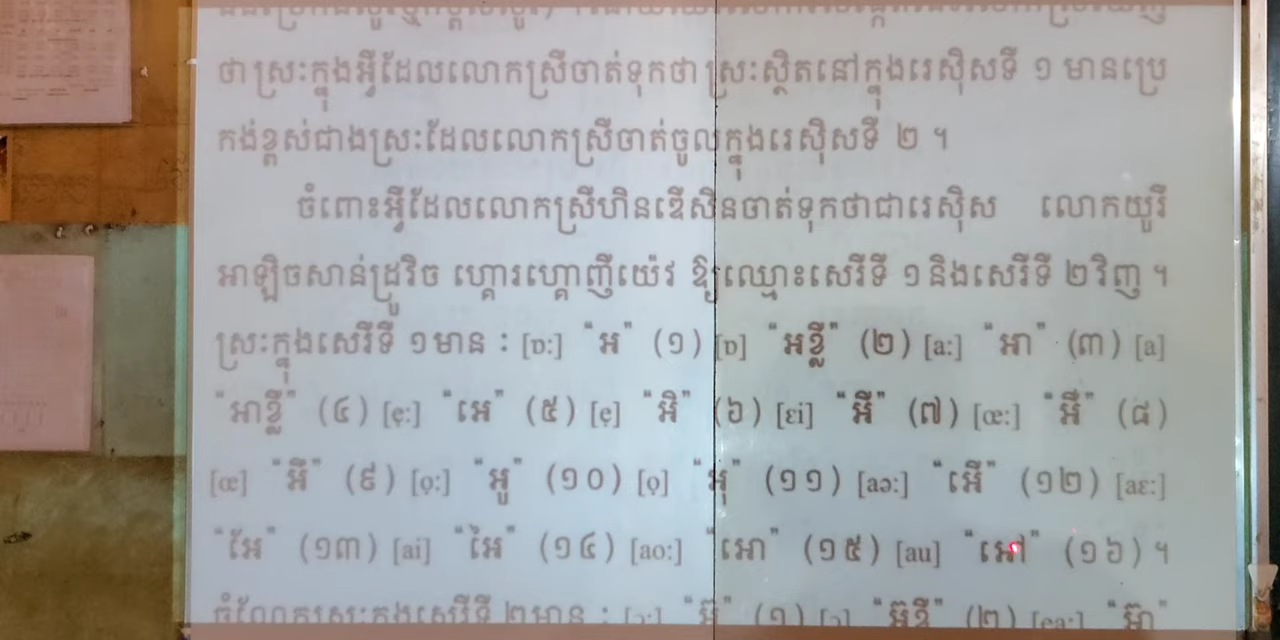 ថា ស្រៈក្នុងអ្វីដែលលោកស្រីចាត់ទុកថា ស្រៈស្ថិតនៅក្នុងរេស៊ិសទី ១ មានប្រេ
កង់ខ្ពស់ជាងស្រៈដែលលោកស្រីចាត់ចូលក្នុងរេស៊ិសទី ២ ។
ចំពោះអ្វីដែលលោកស្រីហិនឌើសិនចាត់ទុកថាជារេស៊ិស លោកយូរី
អាឡិចសាន់ដ្រូវិច ហ្គោរហ្គោញីយ៉េវ ឱ្យឈ្មោះសេរីទី ១ និងសេរីទី ២ វិញ ។
ស្រៈក្នុងសេរីទី ១មាន : [ɒ:] “អ” (១) [ɒ] “អខ្លី” (២) [a:] “អា” (៣) [a]
“អាខ្លី” (៤) [ẹ:] “អេ” (៥) [ẹ] “អិ” (៦) [ɛi] “អី” (៧) [œ:] “អឺ” (៨)
[œ] “អឹ” (៩) [ọ:] “អូ” (១០) [ọ] “អុ” (១១) [aə:] “អើ” (១២) [aɛ:]
“អែ” (១៣) [ai] “អៃ” (១៤) [ao:] “អោ” (១៥) [au] “អៅ” (១៦) ។